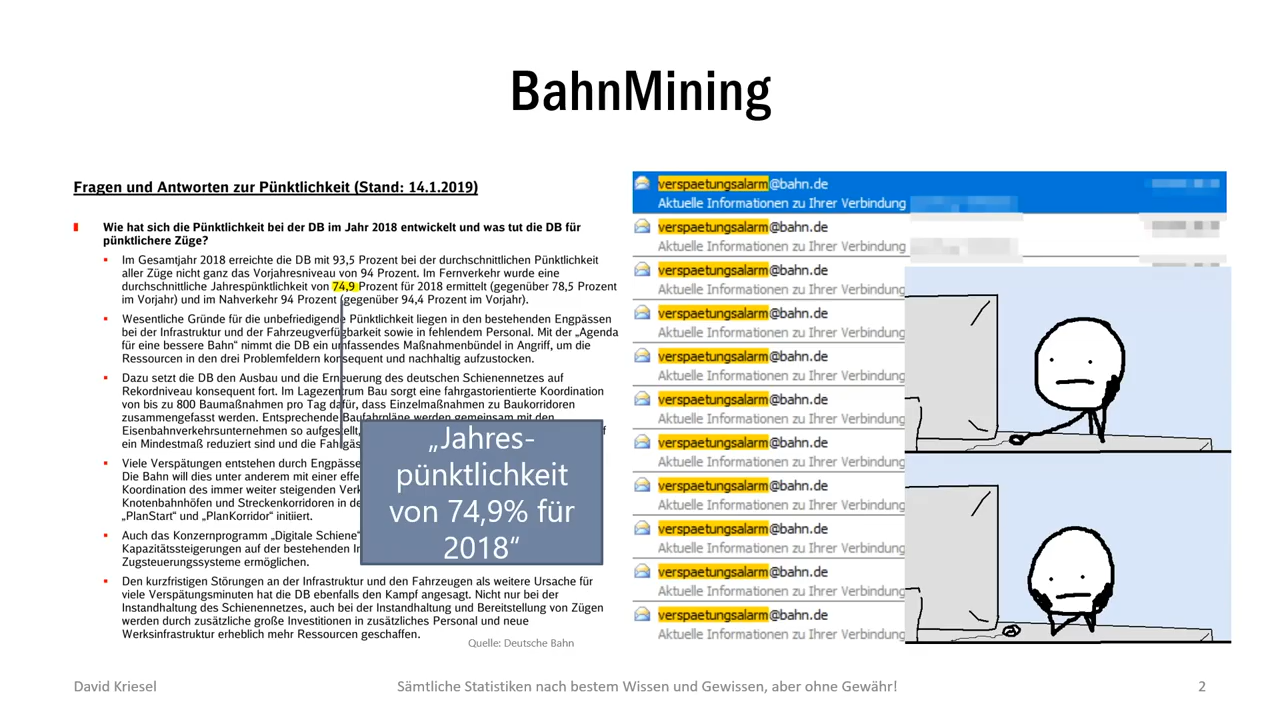 BahnMining
Fragen und Antworten zur Pünktlichkeit (Stand: 14.1.2019)
Wie hat sich die Pünktlichkeit bei der DB im Jahr 2018 entwickelt und was tut die DB für
pünktlichere Züge?
Im Gesamtjahr 2018 erreichte die DB mit 93,5 Prozent bei der durchschnittlichen Pünktlichkeit
aller Züge nicht ganz das Vorjahresniveau von 94 Prozent. Im Fernverkehr wurde eine
durchschnittliche Jahrespünktlichkeit von 74,9 Prozent für 2018 ermittelt (gegenüber 78,5 Prozent
im Vorjahr) und im Nahverkehr 94 Prozent (gegenüber 94,4 Prozent im Vorjahr).
Wesentliche Gründe für die unbefriedigende Pünktlichkeit liegen in den bestehenden Engpässen
bei der Infrastruktur und der Fahrzeugverfügbarkeit sowie in fehlendem Personal. Mit der „Agenda
für eine bessere Bahn“ nimmt die DB ein umfassendes Maßnahmenbündel in Angriff, um die
Ressourcen in den drei Problemfeldern konsequent und nachhaltig aufzustocken.
Dazu setzt die DB den Ausbau und die Erneuerung des deutschen Schienennetzes auf
Rekordniveau konsequent fort. Im Lagezentrum Bau sorgt eine fahrgastorientierte Koordination
von bis zu 800 Baumaßnahmen pro Tag dafür, dass Einzelmaßnahmen zu Baukorridoren
zusammengefasst werden. Entsprechende Baufahrpläne werden gemeinsam mit den
Eisenbahnverkehrsunternehmen so aufgestellt,
ein Mindestmaß reduziert sind und die
Viele Verspätungen entstehen durch
Die Bahn will dies unter anderem mit einer
Koordination des immer weiter steigenden
Knotenbahnhöfen und Streckenkorridoren in
„PlanStart“ und „PlanKorridor“ initiiert.
Auch das Konzernprogramm „Digitale Schiene“
Kapazitätssteigerungen auf der bestehenden
Zugsteuerungssysteme ermöglichen.
Den kurzfristigen Störungen an der Infrastruktur und den Fahrzeugen als weitere Ursache für
viele Verspätungsminuten hat die DB ebenfalls den Kampf angesagt. Nicht nur bei der
Instandhaltung des Schienennetzes, auch bei der Instandhaltung und Bereitstellung von Zügen
werden durch zusätzliche große Investitionen in zusätzliches Personal und neue
Werksinfrastruktur erheblich mehr Ressourcen geschaffen.
Quelle: Deutsche Bahn
„Jahres-
pünktlichkeit
von 74,9% für
2018“
verspaetungsalarm@bahn.de
Aktuelle Informationen zu Ihrer Verbindung
verspaetungsalarm@bahn.de
Aktuelle Informationen zu Ihrer Verbindung
verspaetungsalarm@bahn.de
Aktuelle Informationen zu Ihrer Verbindung
verspaetungsalarm@bahn.de
Aktuelle Informationen zu Ihrer Verbindung
verspaetungsalarm@bahn.de
Aktuelle Informationen zu Ihrer Verbindung
verspaetungsalarm@bahn.de
Aktuelle Informationen zu Ihrer Verbindung
verspaetungsalarm@bahn.de
Aktuelle Informationen zu Ihrer Verbindung
verspaetungsalarm@bahn.de
Aktuelle Informationen zu Ihrer Verbindung
verspaetungsalarm@bahn.de
Aktuelle Informationen zu Ihrer Verbindung
verspaetungsalarm@bahn.de
Aktuelle Informationen zu Ihrer Verbindung
verspaetungsalarm@bahn.de
Aktuelle Informationen zu Ihrer Verbindung
David Kriesel
Sämtliche Statistiken nach bestem Wissen und Gewissen, aber ohne Gewähr!
2